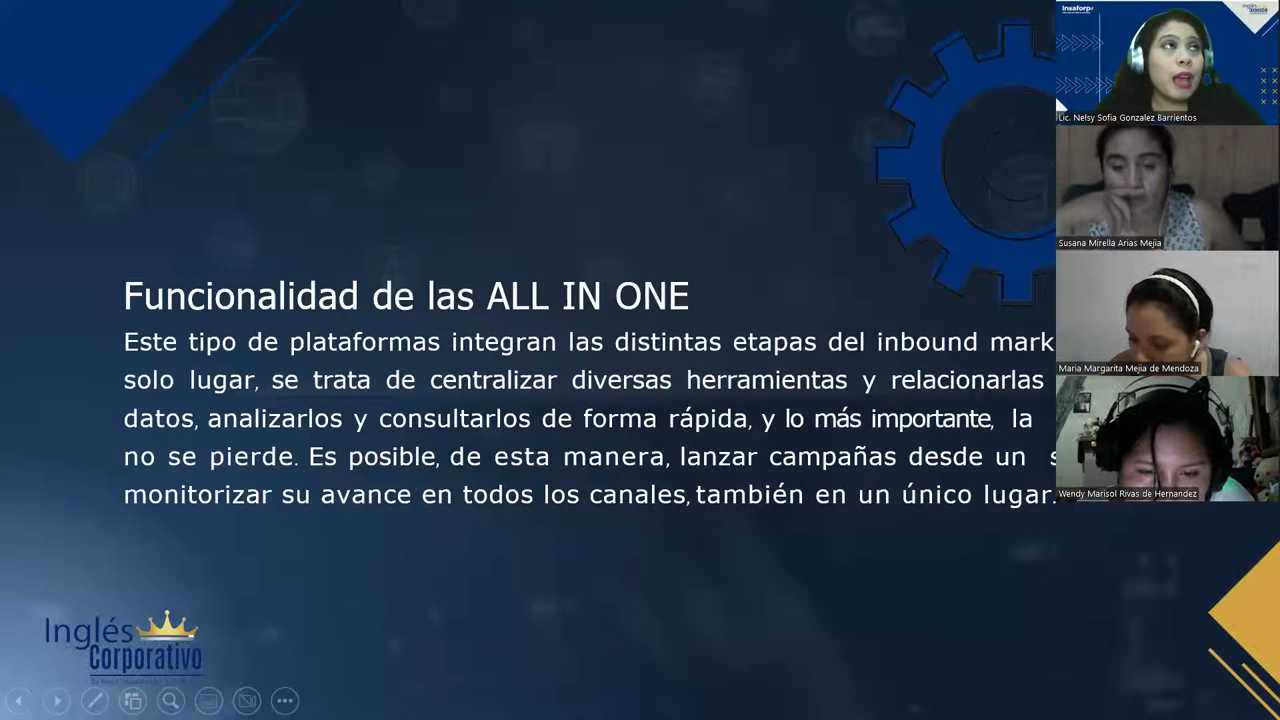 Funcionalidad de las ALL IN ONE
Este tipo de plataformas integran las distintas etapas del inbound mark
solo lugar, se trata de centralizar diversas herramientas y relacionarlas
datos, analizarlos y consultarlos de forma rápida, y lo más importante, la
no se pierde. Es posible, de esta manera, lanzar campañas desde un s
monitorizar su avance en todos los canales, también en un único lugar.
Inglés
Corporativo
Insaforp
Lic. Nelsy Sofia Gonzalez Barrientos
Susana Mirella Arias Mejia
Maria Margarita Mejia de Mendoza
Wendy Marisol Rivas de Hernandez